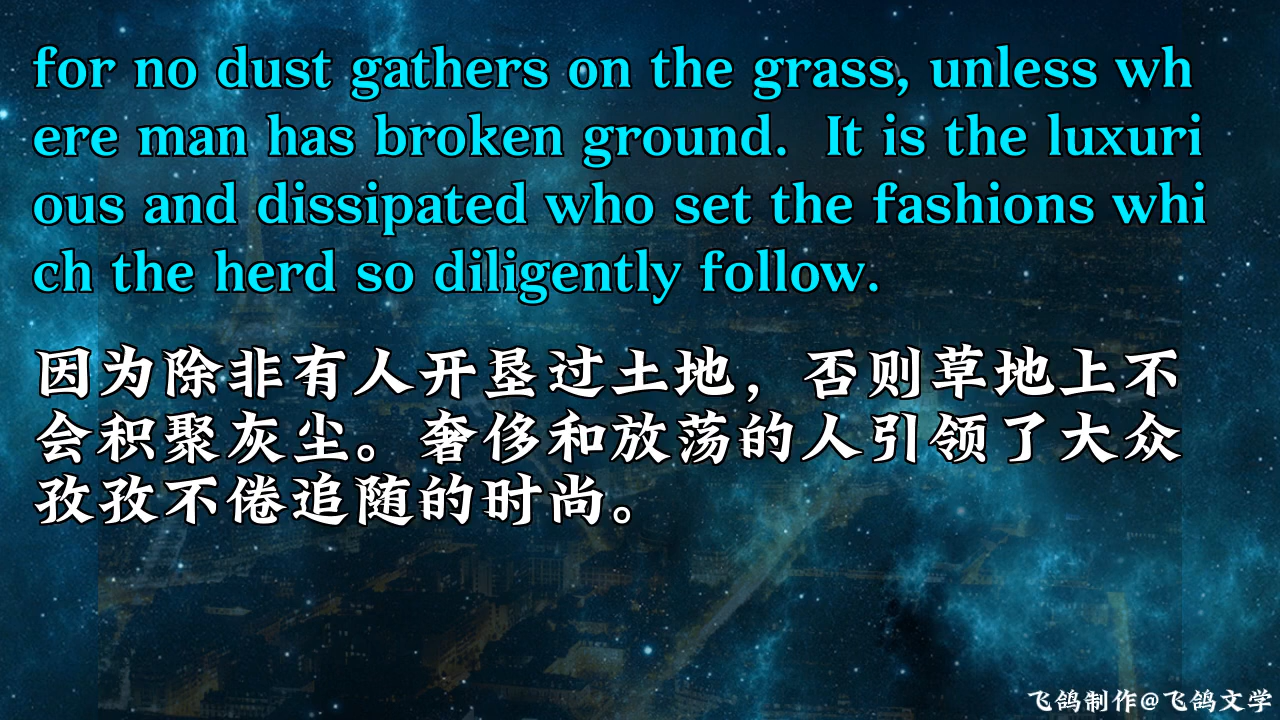 for no dust gathers on the grass, unless wh
ere man has broken ground.  It is the luxuri
ous and dissipated who set the fashions whi
ch the herd so diligently follow.
因为除非有人开垦过土地，否则草地上不
会积聚灰尘。奢侈和放荡的人引领了大众
孜孜不倦追随的时尚。
飞鸽制作@飞鸽文学